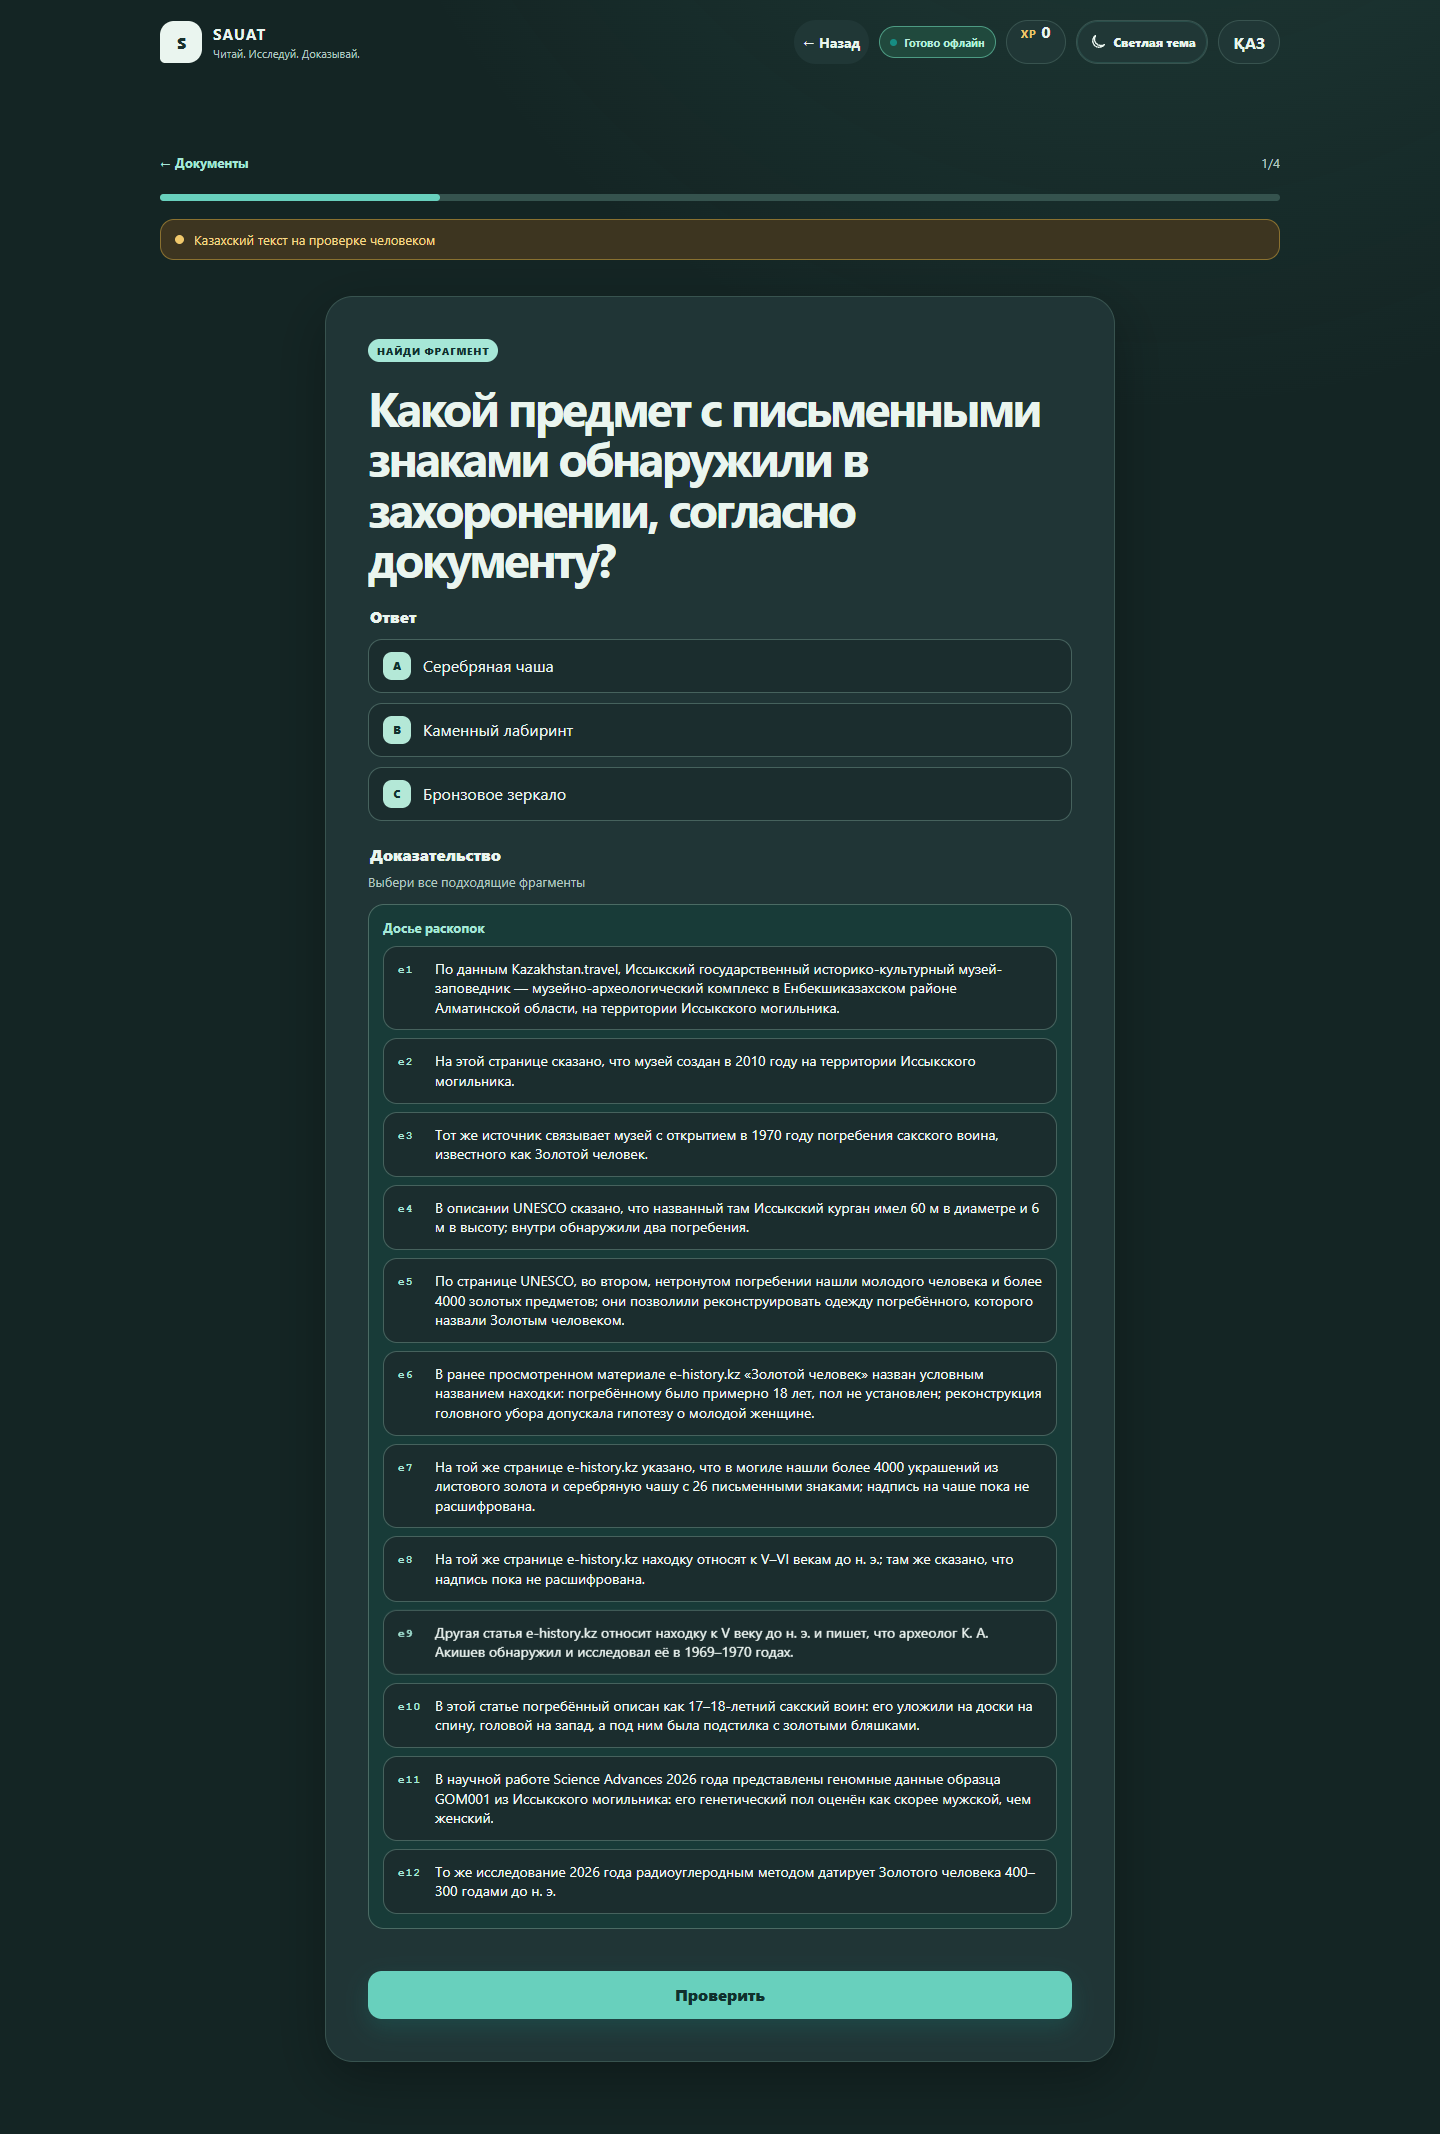 S
SAUAT
Читай. Исследуй. Доказывай.
← Назад
Готово офлайн
XP 0
Светлая тема
ҚАЗ
← Документы
1/4
Казахский текст на проверке человеком
НАЙДИ ФРАГМЕНТ
Какой предмет с письменными
знаками обнаружили в
захоронении, согласно
документу?
Ответ
A Серебряная чаша
B Каменный лабиринт
C Бронзовое зеркало
Доказательство
Выбери все подходящие фрагменты
Досье раскопок
e1 По данным Kazakhstan.travel, Иссыкский государственный историко-культурный музей-
заповедник — музейно-археологический комплекс в Енбекшиказахском районе
Алматинской области, на территории Иссыкского могильника.
e2 На этой странице сказано, что музей создан в 2010 году на территории Иссыкского
могильника.
e3 Тот же источник связывает музей с открытием в 1970 году погребения сакского воина,
известного как Золотой человек.
e4 В описании UNESCO сказано, что названный там Иссыкский курган имел 60 м в диаметре и 6
м в высоту; внутри обнаружили два погребения.
e5 По странице UNESCO, во втором, нетронутом погребении нашли молодого человека и более
4000 золотых предметов; они позволили реконструировать одежду погребённого, которого
назвали Золотым человеком.
e6 В ранее просмотренном материале e-history.kz «Золотой человек» назван условным
названием находки: погребённому было примерно 18 лет, пол не установлен; реконструкция
головного убора допускала гипотезу о молодой женщине.
e7 На той же странице e-history.kz указано, что в могиле нашли более 4000 украшений из
листового золота и серебряную чашу с 26 письменными знаками; надпись на чаше пока не
расшифрована.
e8 На той же странице e-history.kz находку относят к V–VI векам до н. э.; там же сказано, что
надпись пока не расшифрована.
e9 Другая статья e-history.kz относит находку к V веку до н. э. и пишет, что археолог К. А.
Акишев обнаружил и исследовал её в 1969–1970 годах.
e10 В этой статье погребённый описан как 17–18-летний сакский воин: его уложили на доски на
спину, головой на запад, а под ним была подстилка с золотыми бляшками.
e11 В научной работе Science Advances 2026 года представлены геномные данные образца
GOM001 из Иссыкского могильника: его генетический пол оценён как скорее мужской, чем
женский.
e12 То же исследование 2026 года радиоуглеродным методом датирует Золотого человека 400–
300 годами до н. э.
Проверить